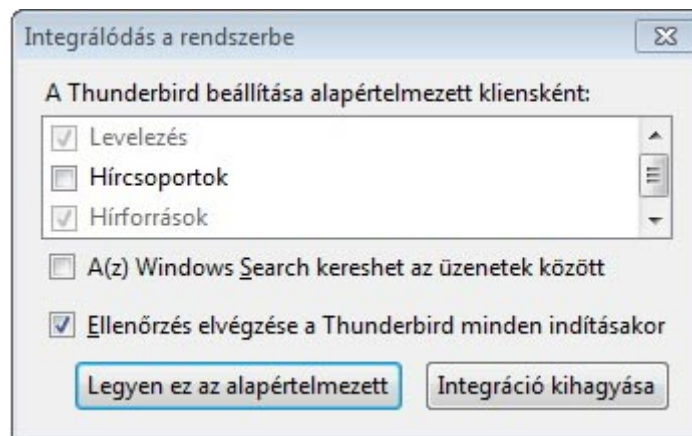 Integrálódás a rendszerbe
A Thunderbird beállítása alapértelmezett kliensként:
Levelezés
Hírcsoportok
Hírforrások
A(z) Windows Search kereshet az üzenetek között
Ellenőrzés elvégzése a Thunderbird minden indításakor
Legyen ez az alapértelmezett Integráció kihagyása